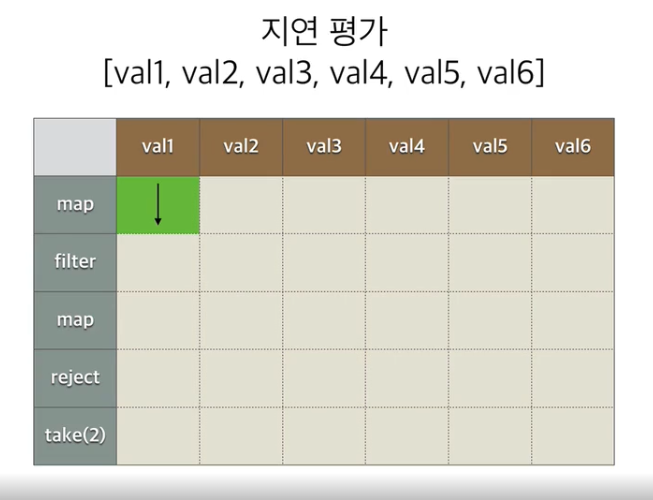 지연 평가
[val1, val2, val3, val4, val5, val6]
val1 val2 val3 val4 val5 val6
map
filter
map
reject
take(2)